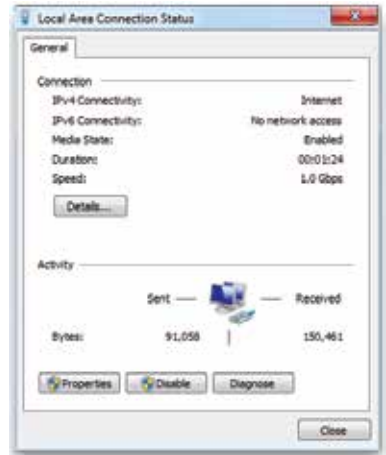 Local Area Connection Status
General
Connection
IPv4 Connectivity: Internet
IPv6 Connectivity: No network access
Media State: Enabled
Duration: 00:01:24
Speed: 1.0 Gbps
Details...
Activity
Sent — Received
Bytes: 91,058 150,461
Properties Disable Diagnose
Close